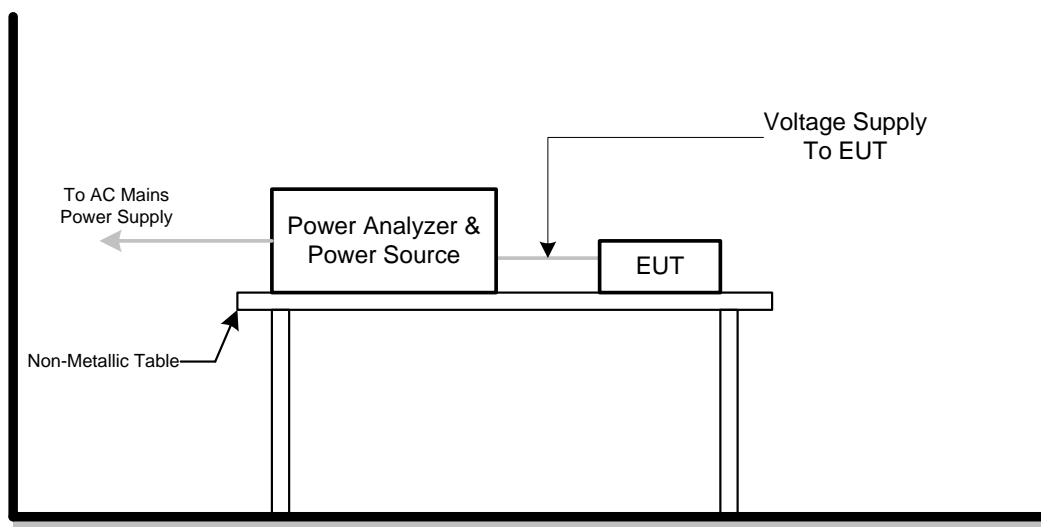 Voltage Supply
To EUT
To AC Mains
Power Supply
Power Analyzer &
Power Source
EUT
Non-Metallic Table